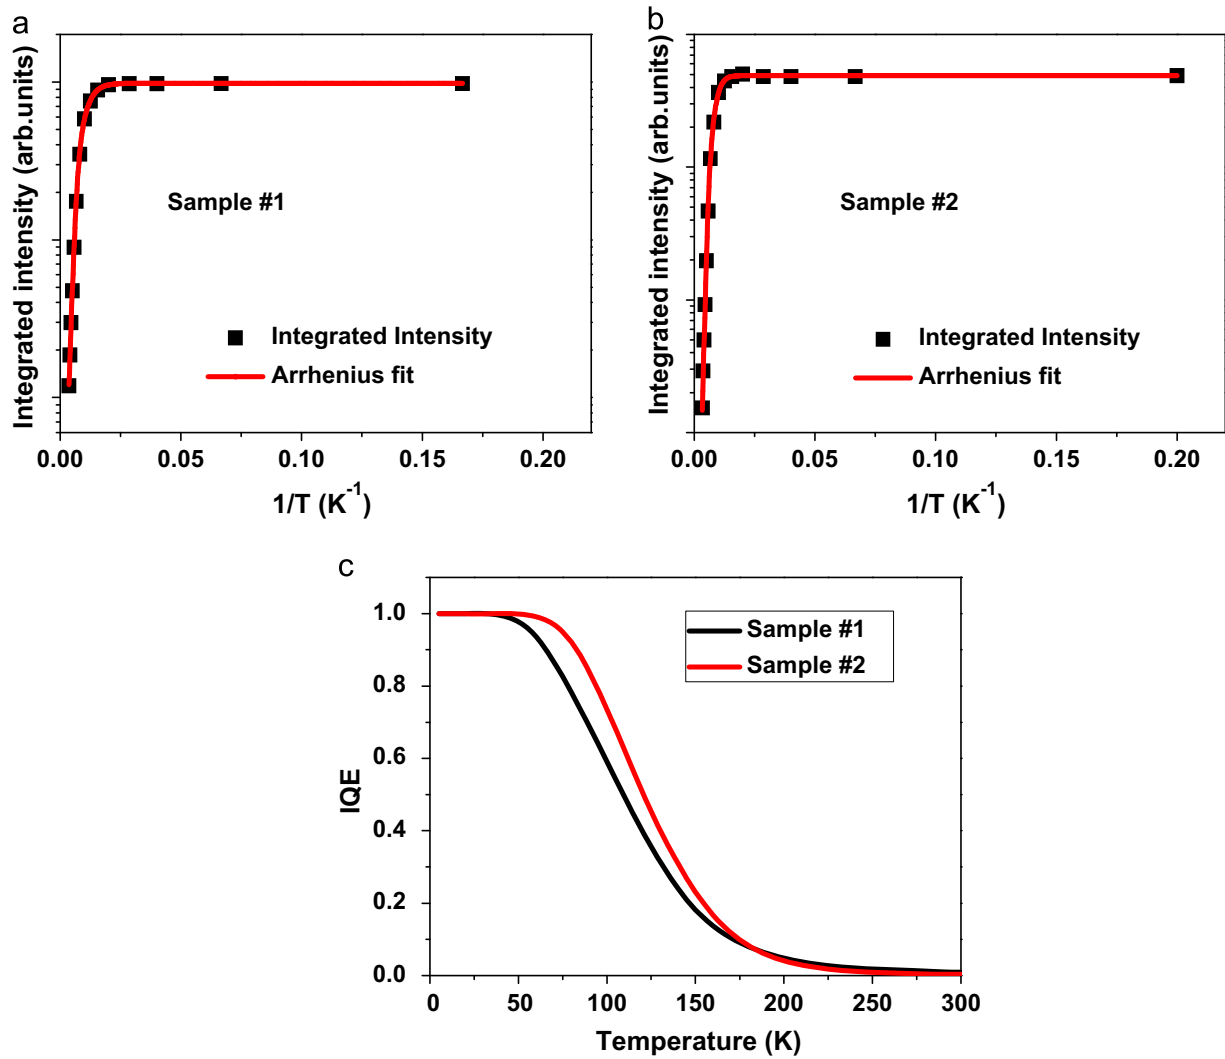 a
Integrated intensity (arb.units)
Sample #1
Integrated Intensity
Arrhenius fit
0.00 0.05 0.10 0.15 0.20
1/T (K⁻¹)
b
Integrated intensity (arb.units)
Sample #2
Integrated Intensity
Arrhenius fit
0.00 0.05 0.10 0.15 0.20
1/T (K⁻¹)
c
IQE
1.0
0.8
0.6
0.4
0.2
0.0
Sample #1
Sample #2
0 50 100 150 200 250 300
Temperature (K)